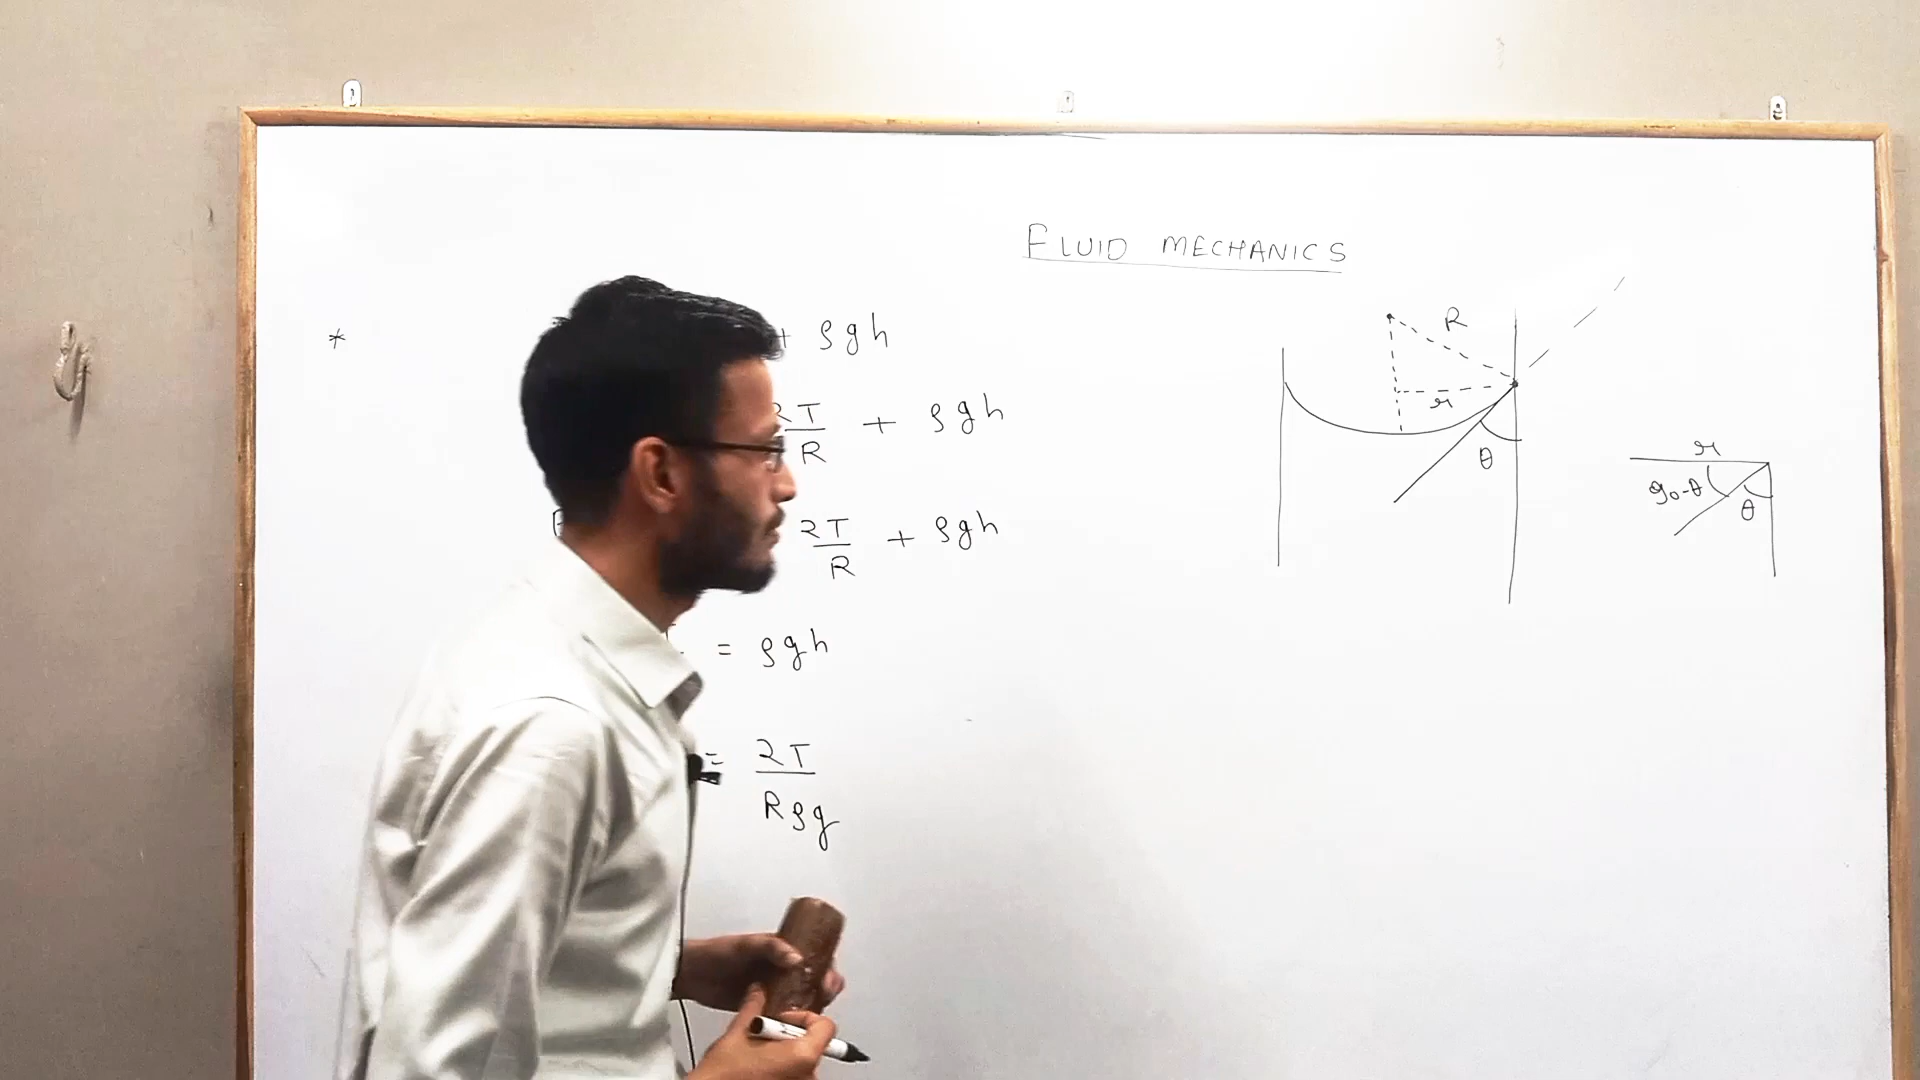 FLUID MECHANICS
*
+ ρgh
2T/R + ρgh
2T/R + ρgh
= ρgh
= 2T/Rρg
R
r
θ
r
90-θ
θ